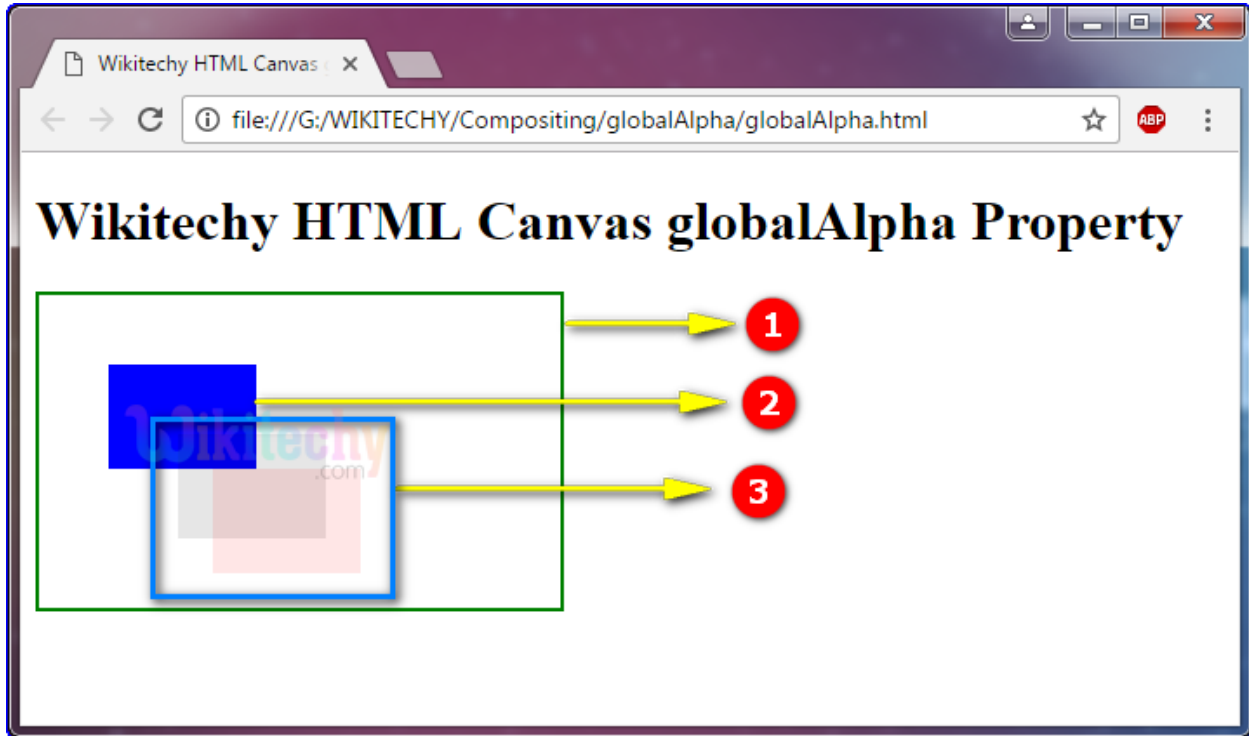 Wikitechy HTML Canvas
file:///G:/WIKITECHY/Compositing/globalAlpha/globalAlpha.html
ABP
Wikitechy HTML Canvas globalAlpha Property
1
2
Wikitechy
.com
3